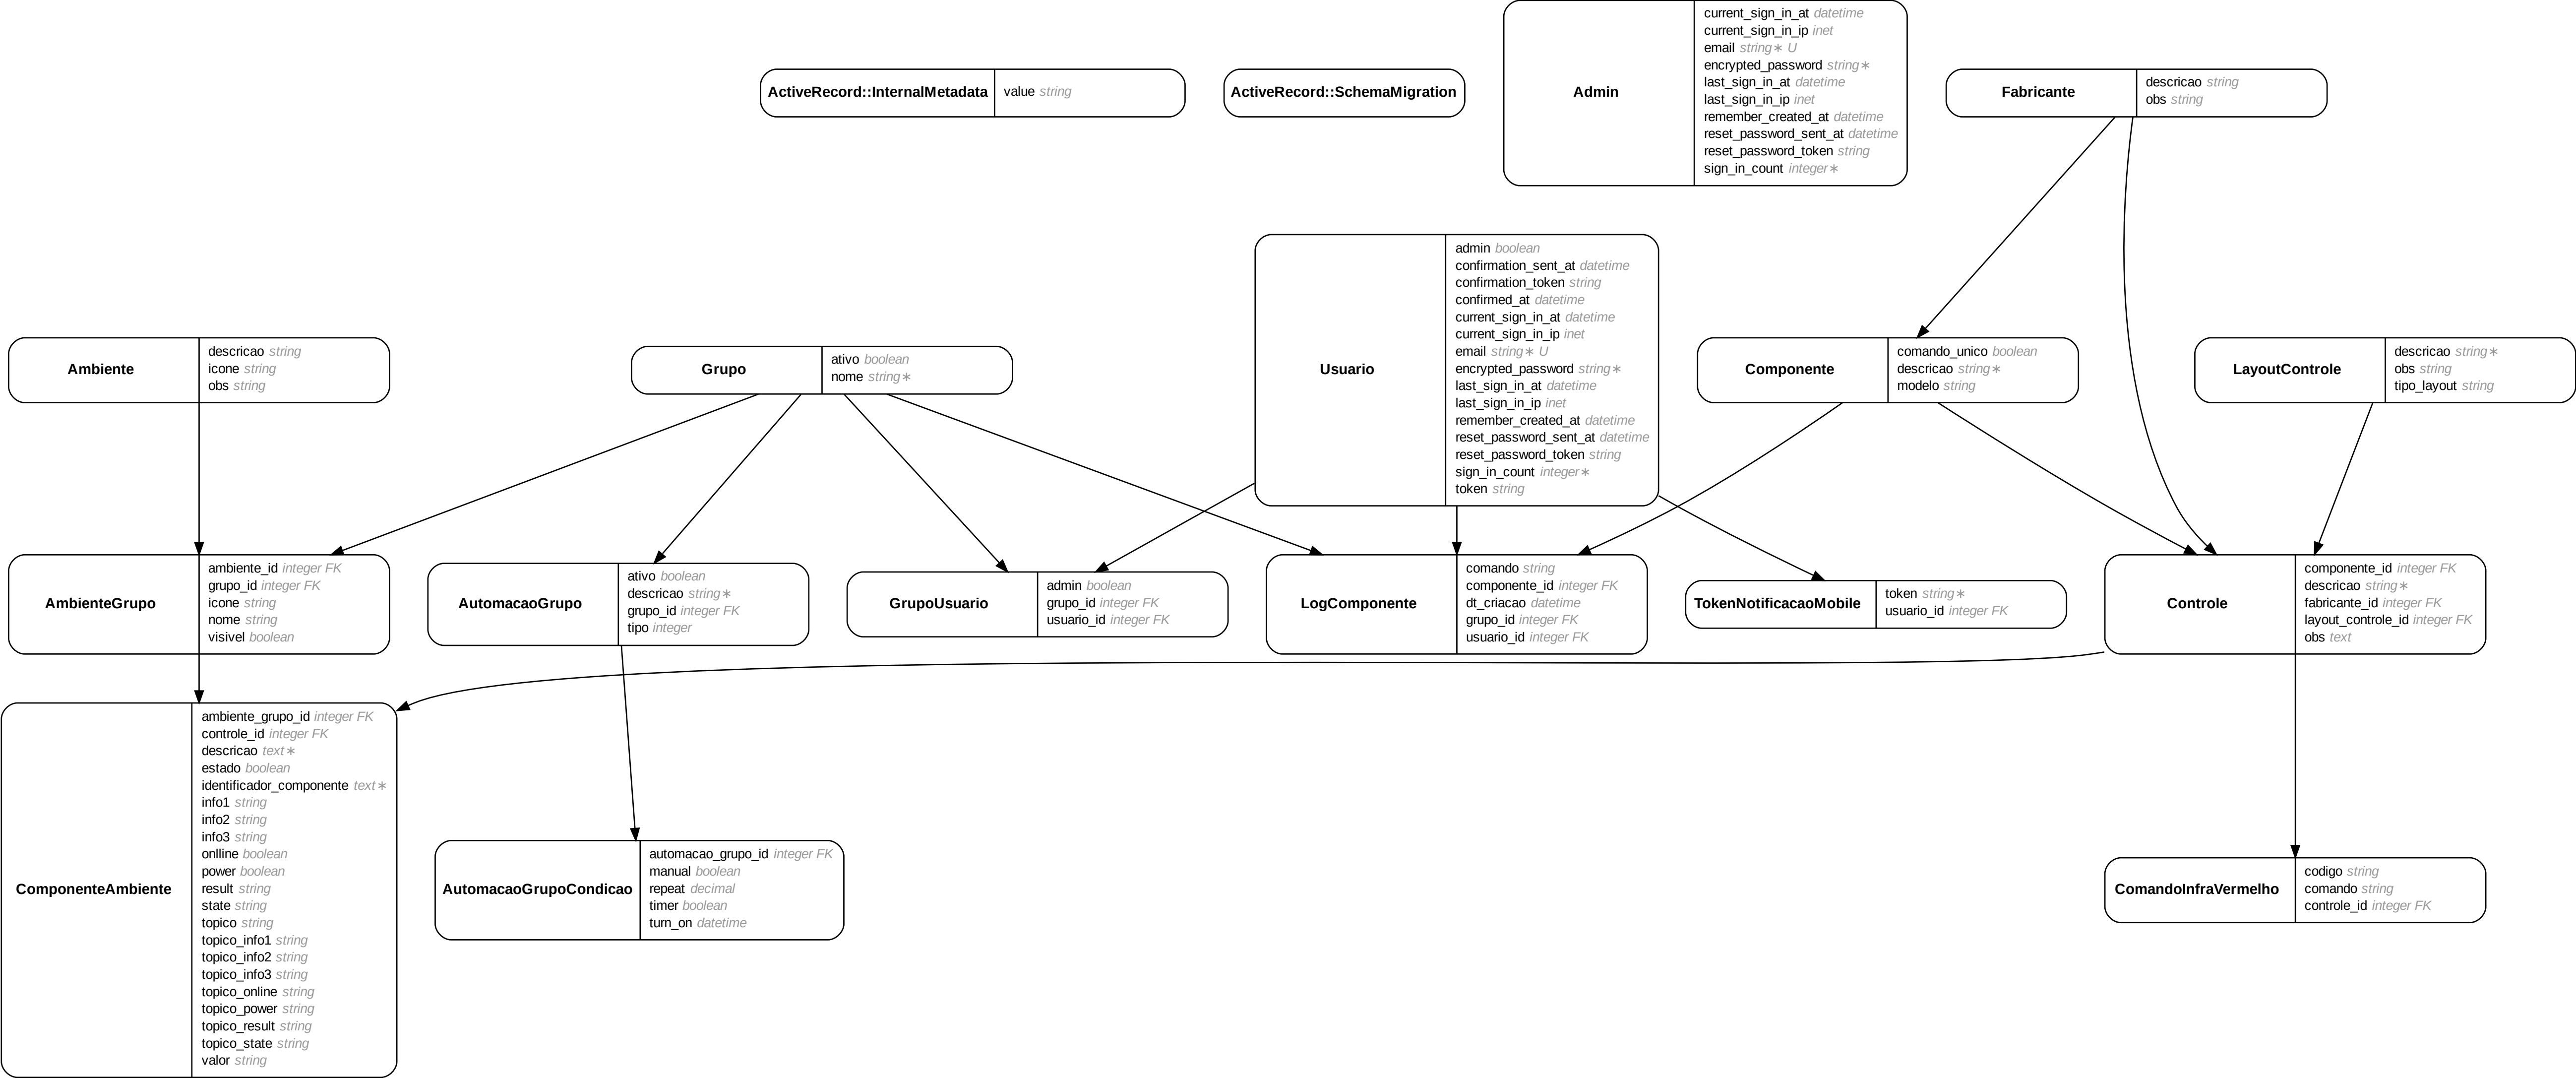 ActiveRecord::InternalMetadata
value string
ActiveRecord::SchemaMigration
Admin
current_sign_in_at datetime
current_sign_in_ip inet
email string∗ U
encrypted_password string∗
last_sign_in_at datetime
last_sign_in_ip inet
remember_created_at datetime
reset_password_sent_at datetime
reset_password_token string
sign_in_count integer∗
Fabricante
descricao string
obs string
Ambiente
descricao string
icone string
obs string
Grupo
ativo boolean
nome string∗
Usuario
admin boolean
confirmation_sent_at datetime
confirmation_token string
confirmed_at datetime
current_sign_in_at datetime
current_sign_in_ip inet
email string∗ U
encrypted_password string∗
last_sign_in_at datetime
last_sign_in_ip inet
remember_created_at datetime
reset_password_sent_at datetime
reset_password_token string
sign_in_count integer∗
token string
Componente
comando_unico boolean
descricao string∗
modelo string
LayoutControle
descricao string∗
obs string
tipo_layout string
AmbienteGrupo
ambiente_id integer FK
grupo_id integer FK
icone string
nome string
visivel boolean
AutomacaoGrupo
ativo boolean
descricao string∗
grupo_id integer FK
tipo integer
GrupoUsuario
admin boolean
grupo_id integer FK
usuario_id integer FK
LogComponente
comando string
componente_id integer FK
dt_criacao datetime
grupo_id integer FK
usuario_id integer FK
TokenNotificacaoMobile
token string∗
usuario_id integer FK
Controle
componente_id integer FK
descricao string∗
fabricante_id integer FK
layout_controle_id integer FK
obs text
ComponenteAmbiente
ambiente_grupo_id integer FK
controle_id integer FK
descricao text∗
estado boolean
identificador_componente text∗
info1 string
info2 string
info3 string
onlline boolean
power boolean
result string
state string
topico string
topico_info1 string
topico_info2 string
topico_info3 string
topico_online string
topico_power string
topico_result string
topico_state string
valor string
AutomacaoGrupoCondicao
automacao_grupo_id integer FK
manual boolean
repeat decimal
timer boolean
turn_on datetime
ComandoInfraVermelho
codigo string
comando string
controle_id integer FK